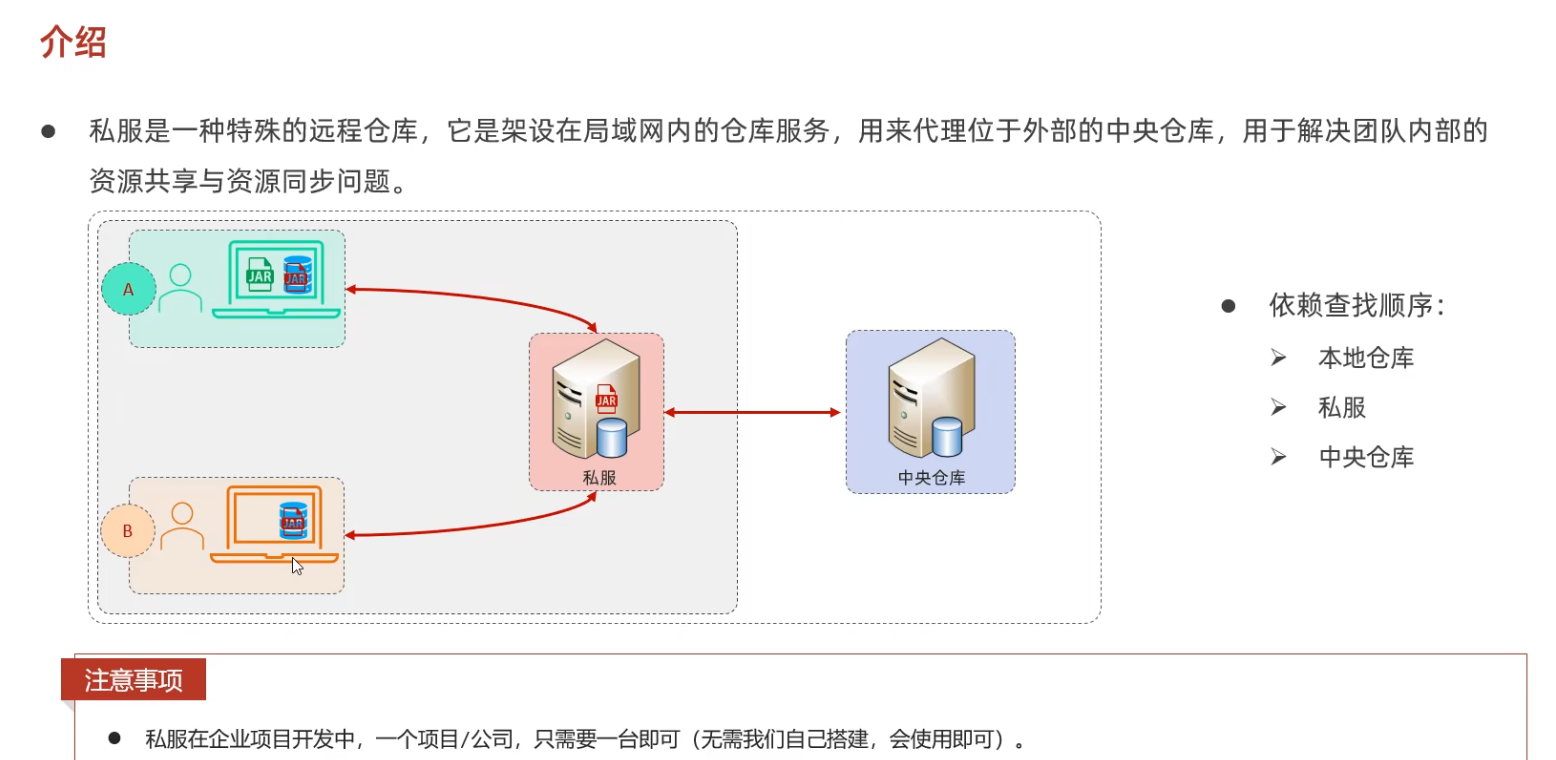 介绍
● 私服是一种特殊的远程仓库，它是架设在局域网内的仓库服务，用来代理位于外部的中央仓库，用于解决团队内部的
资源共享与资源同步问题。
A
JAR
JAR
JAR
私服
中央仓库
B
JAR
● 依赖查找顺序：
➢ 本地仓库
➢ 私服
➢ 中央仓库
注意事项
● 私服在企业项目开发中，一个项目/公司，只需要一台即可（无需我们自己搭建，会使用即可）。